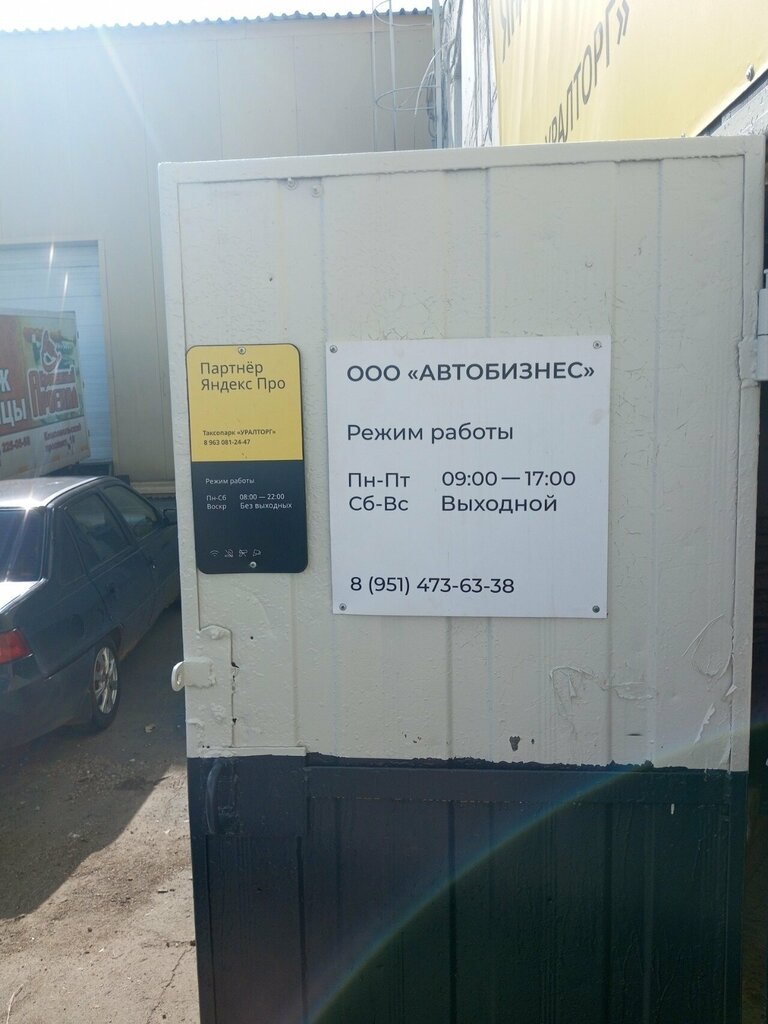 УРАЛТОРГ»
Партнёр
Яндекс Про
Таксопарк «УРАЛТОРГ»
8 963 081-24-47
Режим работы
Пн-Сб 08:00 — 22:00
Воскр Без выходных
ООО «АВТОБИЗНЕС»
Режим работы
Пн-Пт 09:00 — 17:00
Сб-Вс Выходной
8 (951) 473-63-38